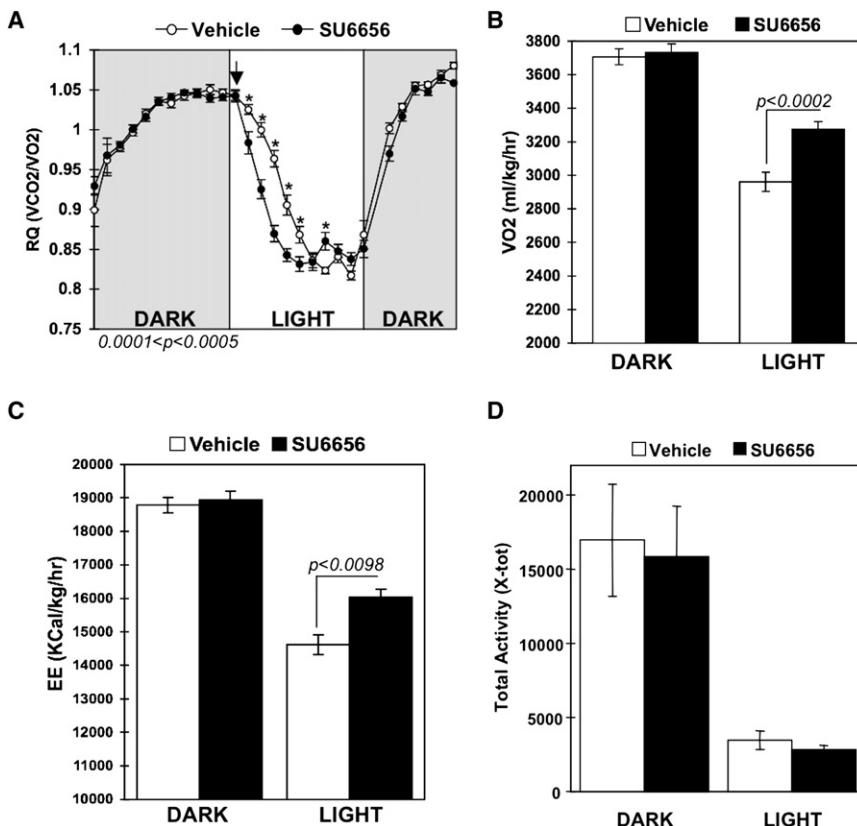 A
Vehicle SU6656
RQ (VCO2/VO2)
1.1
1.05
1
0.95
0.9
0.85
0.8
0.75
* * * * * *
DARK LIGHT DARK
0.0001<p<0.0005
B
Vehicle
SU6656
VO2 (ml/kg/hr)
3800
3600
3400
3200
3000
2800
2600
2400
2200
2000
p<0.0002
DARK LIGHT
C
Vehicle SU6656
EE (KCal/kg/hr)
20000
19000
18000
17000
16000
15000
14000
13000
12000
11000
10000
p<0.0098
DARK LIGHT
D
Vehicle SU6656
Total Activity (X-tot)
20000
15000
10000
5000
0
DARK LIGHT